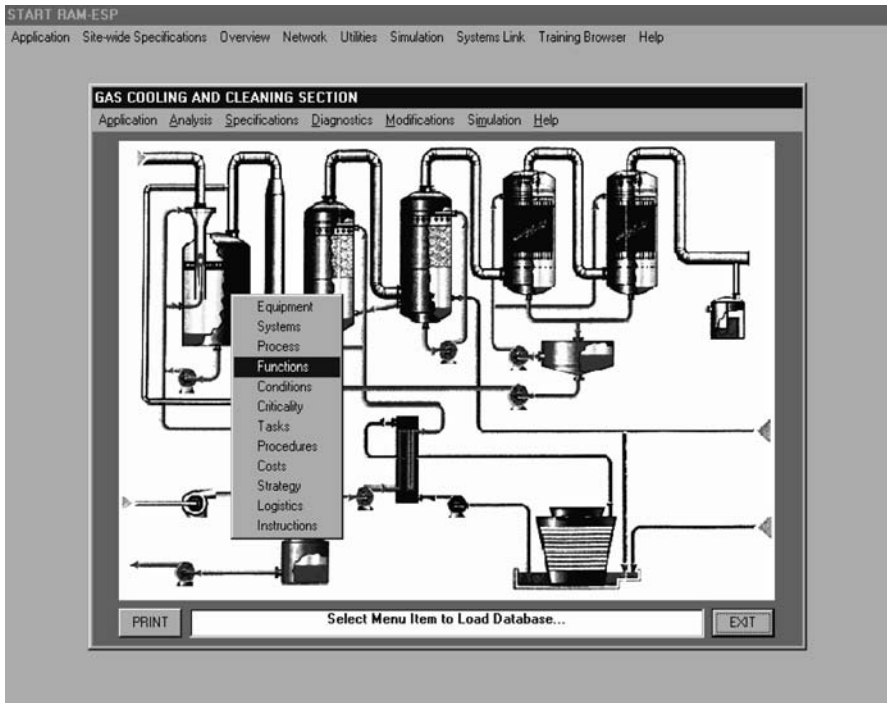 START RAM-ESP
Application Site-wide Specifications Overview Network Utilities Simulation Systems Link Training Browser Help
GAS COOLING AND CLEANING SECTION
Application Analysis Specifications Diagnostics Modifications Simulation Help
Equipment
Systems
Process
Functions
Conditions
Criticality
Tasks
Procedures
Costs
Strategy
Logistics
Instructions
PRINT Select Menu Item to Load Database... EXIT